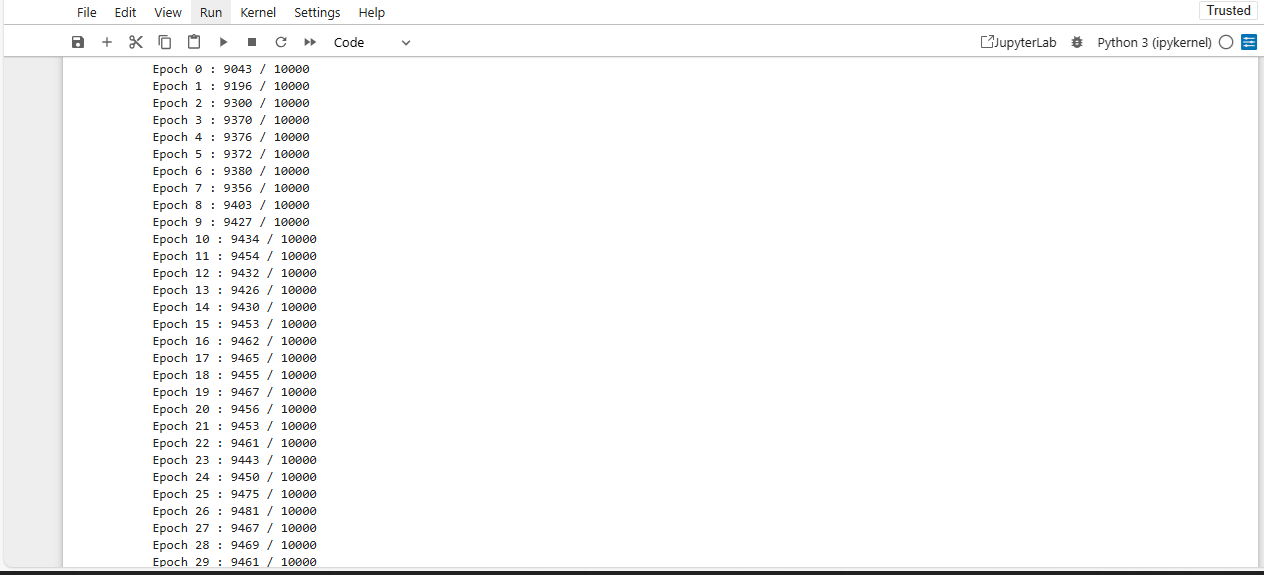 File Edit View Run Kernel Settings Help
Trusted
Code
JupyterLab
Python 3 (ipykernel)
Epoch 0 : 9043 / 10000
Epoch 1 : 9196 / 10000
Epoch 2 : 9300 / 10000
Epoch 3 : 9370 / 10000
Epoch 4 : 9376 / 10000
Epoch 5 : 9372 / 10000
Epoch 6 : 9380 / 10000
Epoch 7 : 9356 / 10000
Epoch 8 : 9403 / 10000
Epoch 9 : 9427 / 10000
Epoch 10 : 9434 / 10000
Epoch 11 : 9454 / 10000
Epoch 12 : 9432 / 10000
Epoch 13 : 9426 / 10000
Epoch 14 : 9430 / 10000
Epoch 15 : 9453 / 10000
Epoch 16 : 9462 / 10000
Epoch 17 : 9465 / 10000
Epoch 18 : 9455 / 10000
Epoch 19 : 9467 / 10000
Epoch 20 : 9456 / 10000
Epoch 21 : 9453 / 10000
Epoch 22 : 9461 / 10000
Epoch 23 : 9443 / 10000
Epoch 24 : 9450 / 10000
Epoch 25 : 9475 / 10000
Epoch 26 : 9481 / 10000
Epoch 27 : 9467 / 10000
Epoch 28 : 9469 / 10000
Epoch 29 : 9461 / 10000